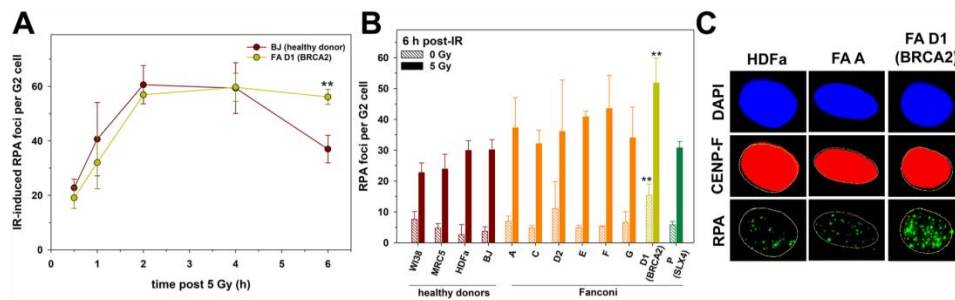 A
IR-induced RPA foci per G2 cell
80
60
40
20
0
BJ (healthy donor)
FA D1 (BRCA2)
**
0 1 2 3 4 5 6
time post 5 Gy (h)
B
RPA foci per G2 cell
60
50
40
30
20
10
0
6 h post-IR
0 Gy
5 Gy
**
**
WI38
MRC5
HDFa
BJ
A
C
D2
E
F
G
D1
(BRCA2)
P
(SLX4)
healthy donors
Fanconi
C
HDFa
FA A
FA D1
(BRCA2)
DAPI
CENP-F
RPA